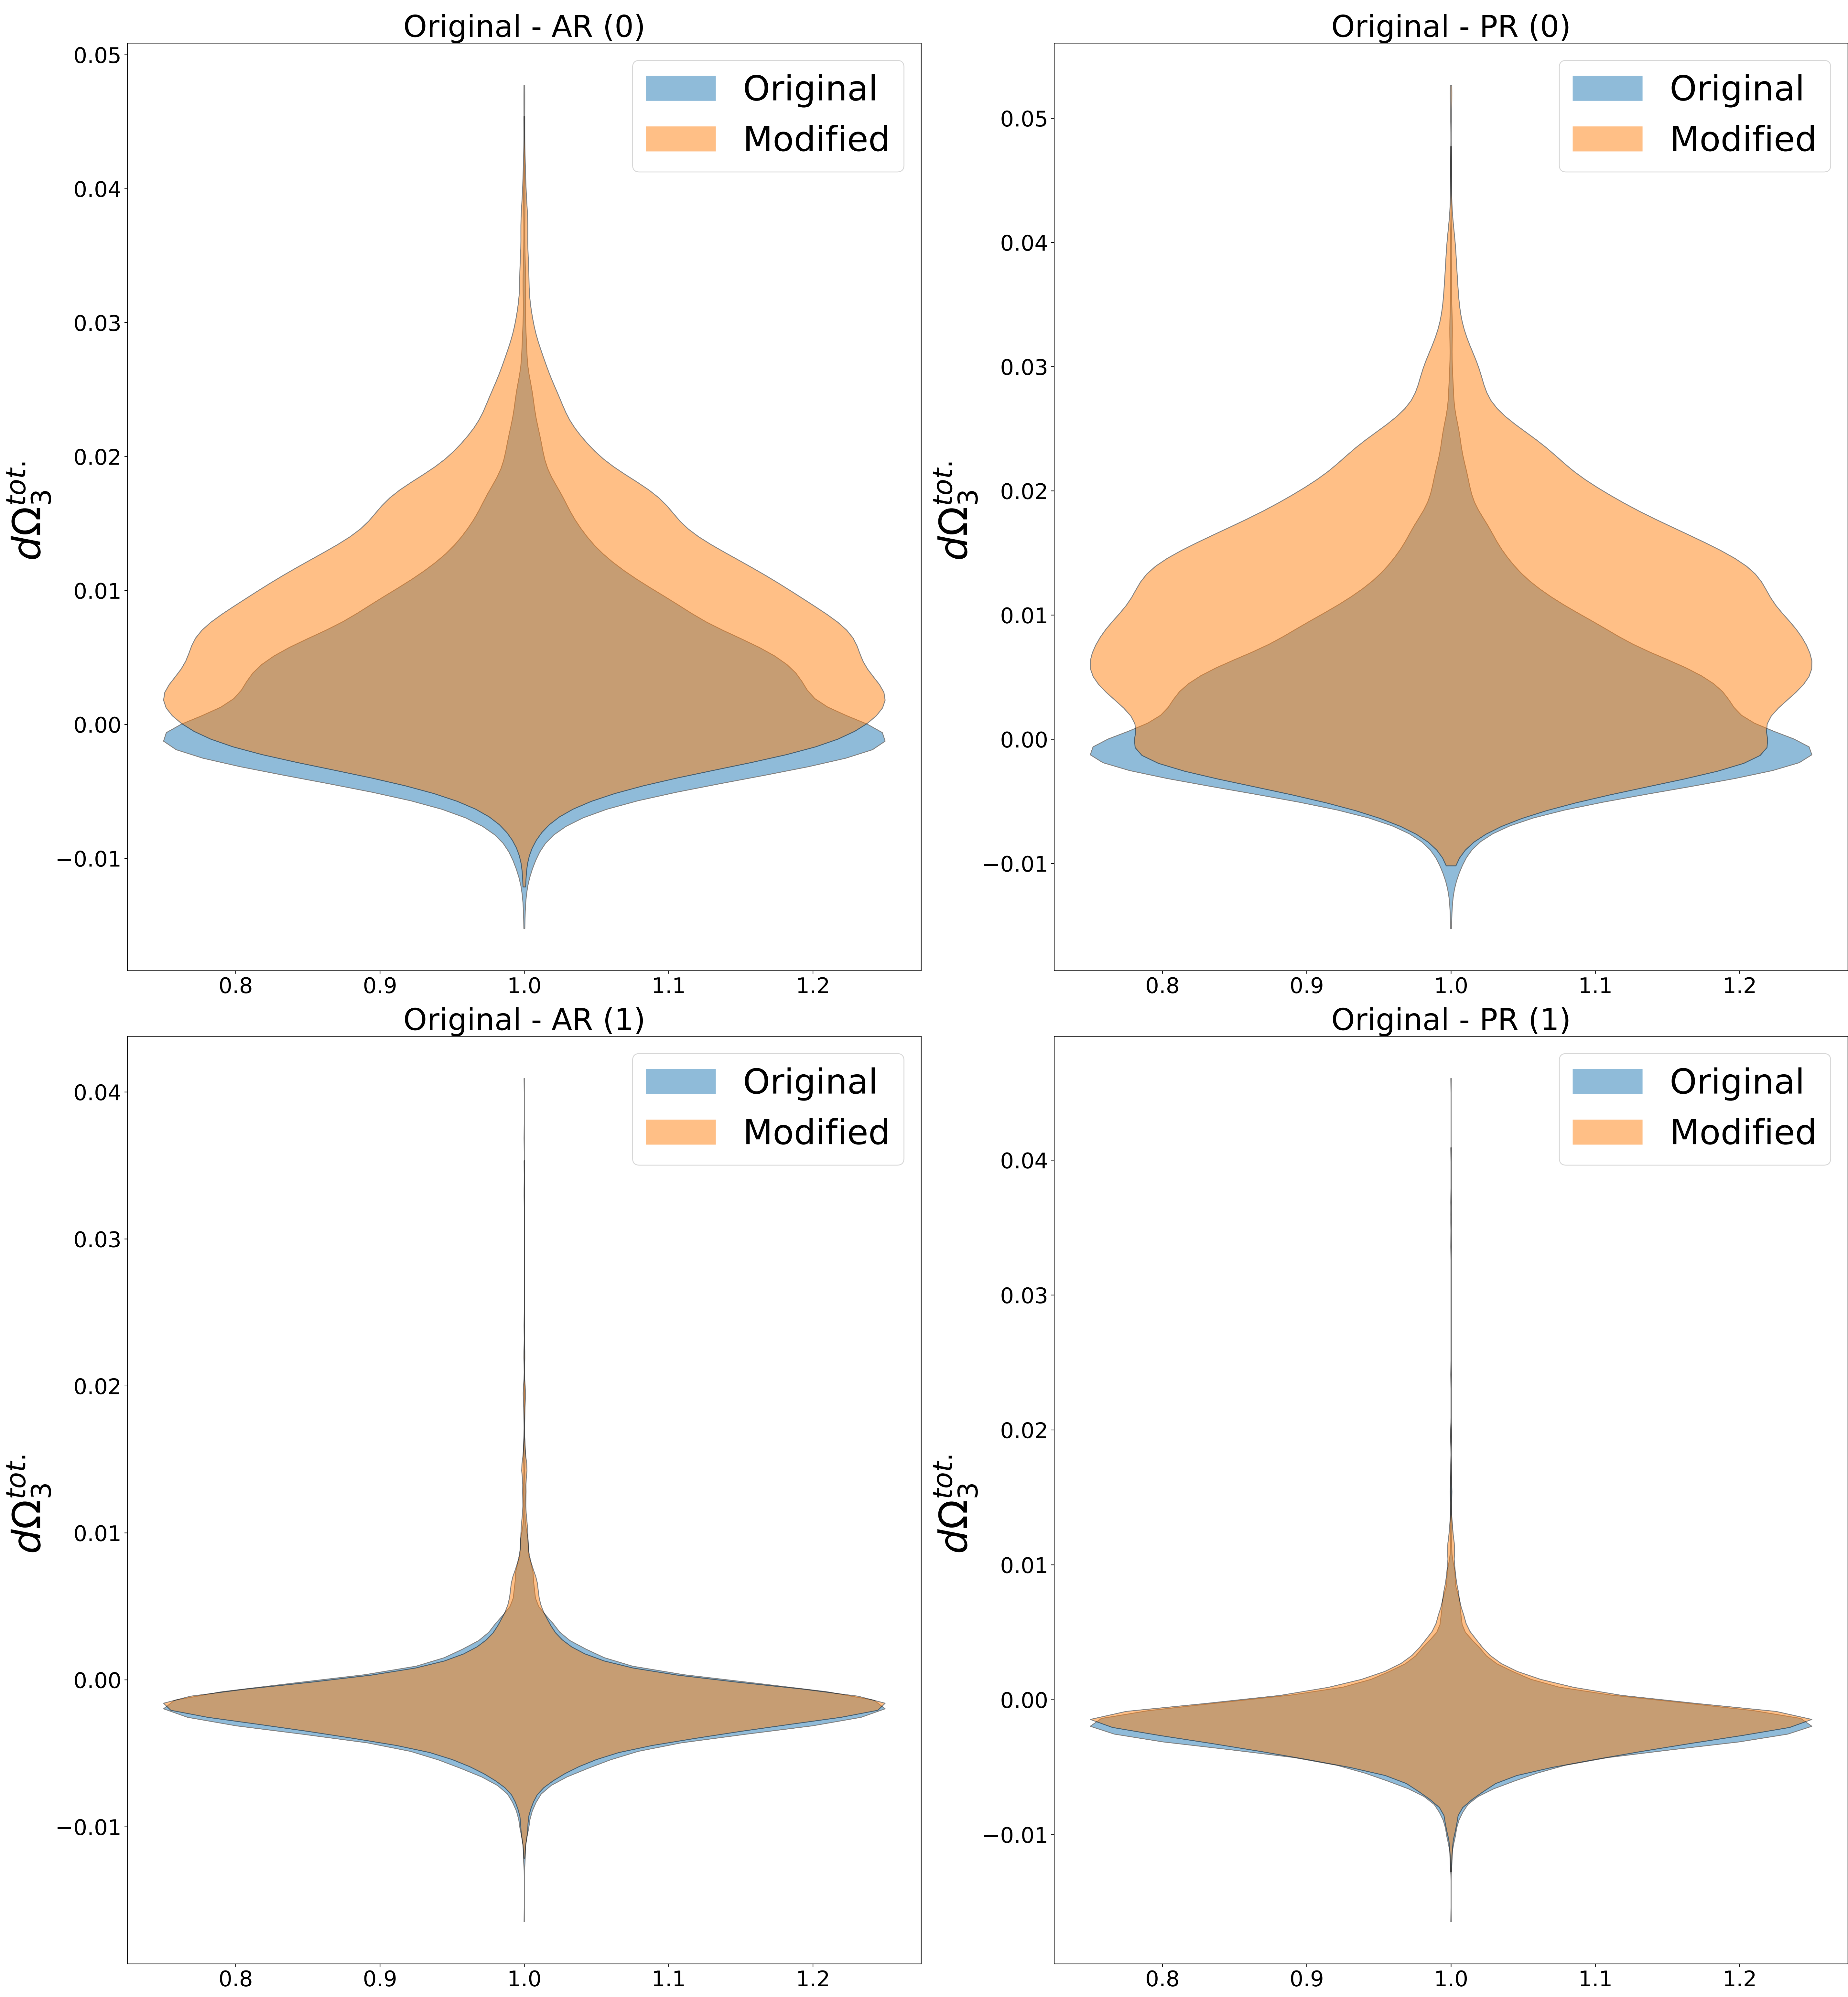 Original - AR (0)
0.05
0.04
0.03
0.02
0.01
0.00
−0.01
dΩ₃ᵗᵒᵗ·
0.8 0.9 1.0 1.1 1.2
Original
Modified
Original - PR (0)
0.05
0.04
0.03
0.02
0.01
0.00
−0.01
dΩ₃ᵗᵒᵗ·
0.8 0.9 1.0 1.1 1.2
Original
Modified
Original - AR (1)
0.04
0.03
0.02
0.01
0.00
−0.01
dΩ₃ᵗᵒᵗ·
0.8 0.9 1.0 1.1 1.2
Original
Modified
Original - PR (1)
0.04
0.03
0.02
0.01
0.00
−0.01
dΩ₃ᵗᵒᵗ·
0.8 0.9 1.0 1.1 1.2
Original
Modified